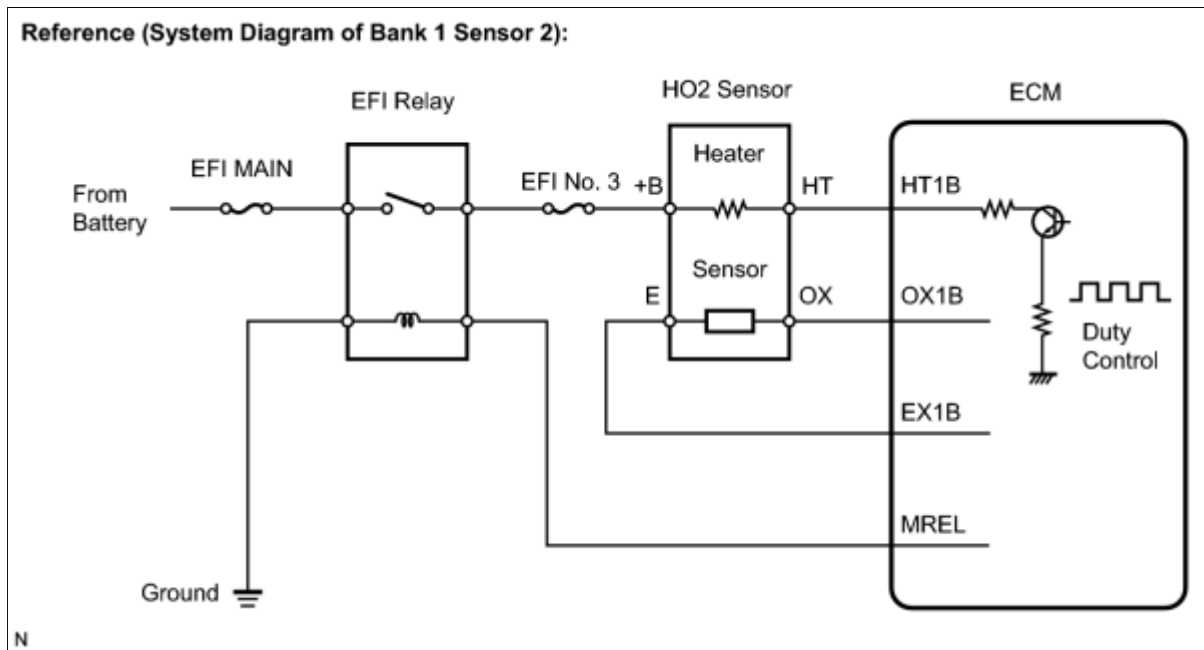 Reference (System Diagram of Bank 1 Sensor 2):
HO2 Sensor
ECM
EFI Relay
Heater
EFI MAIN
EFI No. 3
+B
HT
HT1B
From
Battery
Sensor
E
OX
OX1B
Duty
Control
EX1B
MREL
Ground
N